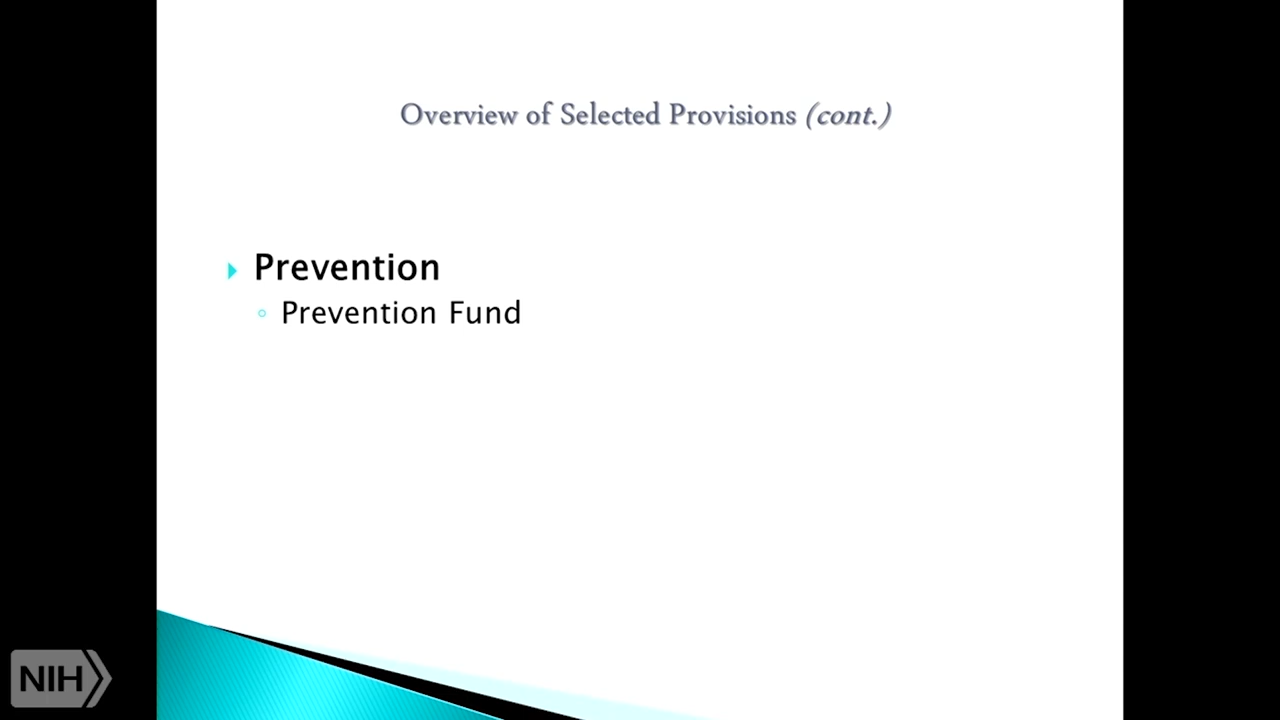 Overview of Selected Provisions (cont.)
Prevention
Prevention Fund
NIH